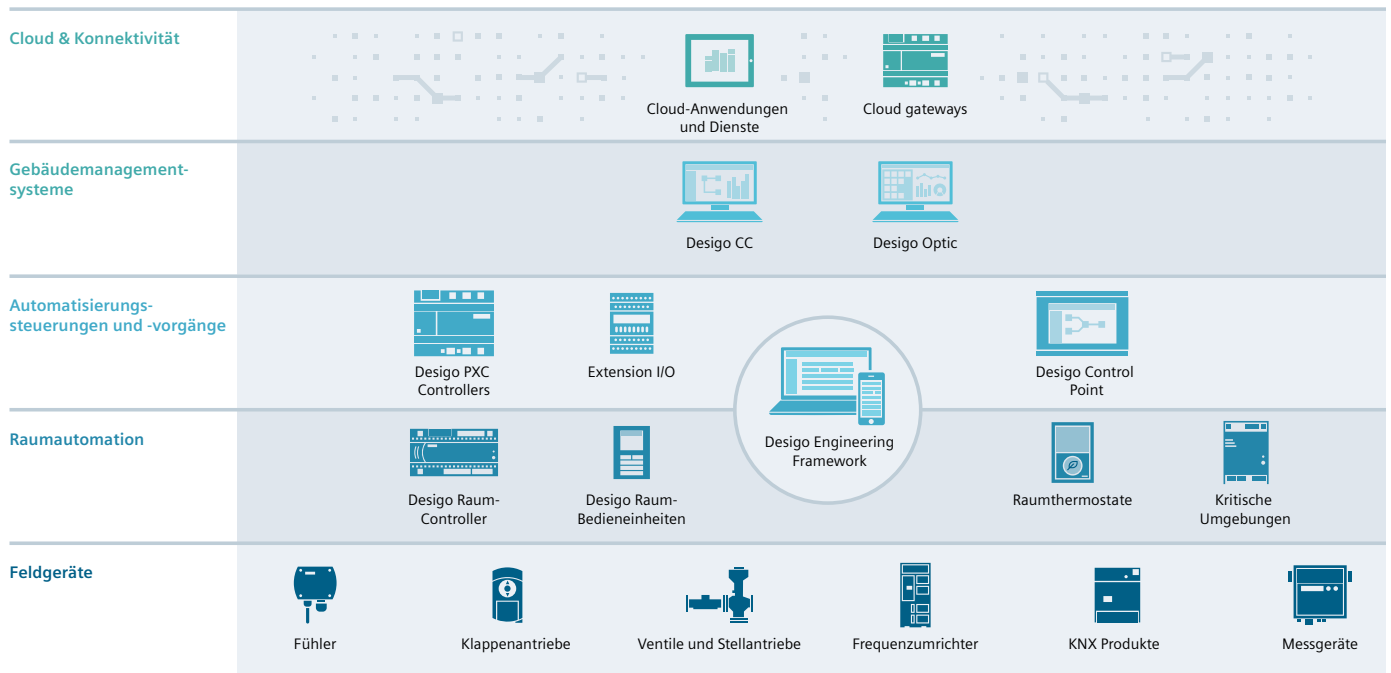 Cloud & Konnektivität
Cloud-Anwendungen
und Dienste
Cloud gateways
Gebäudemanagement-
systeme
Desigo CC
Desigo Optic
Automatisierungs-
steuerungen und -vorgänge
Desigo PXC
Controllers
Extension I/O
Desigo Control
Point
Desigo Engineering
Framework
Raumautomation
Desigo Raum-
Controller
Desigo Raum-
Bedieneinheiten
Raumthermostate
Kritische
Umgebungen
Feldgeräte
Fühler
Klappenantriebe
Ventile und Stellantriebe
Frequenzumrichter
KNX Produkte
Messgeräte